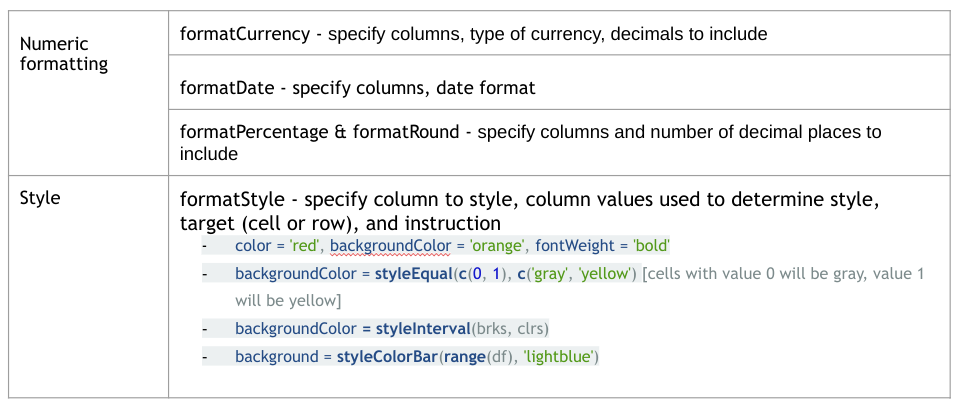 Numeric
formatting
formatCurrency - specify columns, type of currency, decimals to include
formatDate - specify columns, date format
formatPercentage & formatRound - specify columns and number of decimal places to
include
Style
formatStyle - specify column to style, column values used to determine style,
target (cell or row), and instruction
- color = 'red', backgroundColor = 'orange', fontWeight = 'bold'
- backgroundColor = styleEqual(c(0, 1), c('gray', 'yellow') [cells with value 0 will be gray, value 1
will be yellow]
- backgroundColor = styleInterval(brks, clrs)
- background = styleColorBar(range(df), 'lightblue')